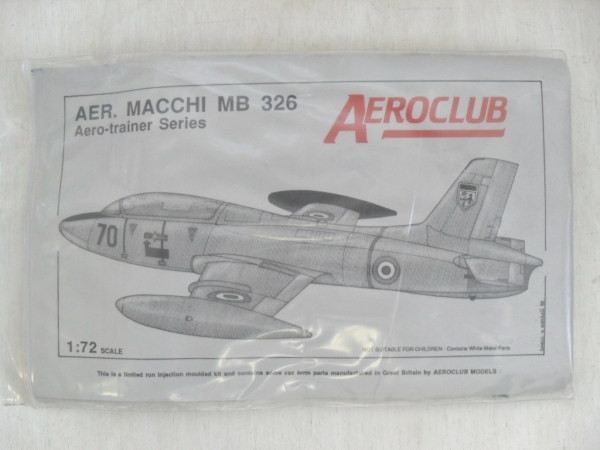 AER. MACCHI MB 326
Aero-trainer Series
AEROCLUB
70
1:72 SCALE
NOT SUITABLE FOR CHILDREN - Contains White Metal Parts
This is a limited run injection moulded kit and contains some vac form parts manufactured in Great Britain by AEROCLUB MODELS